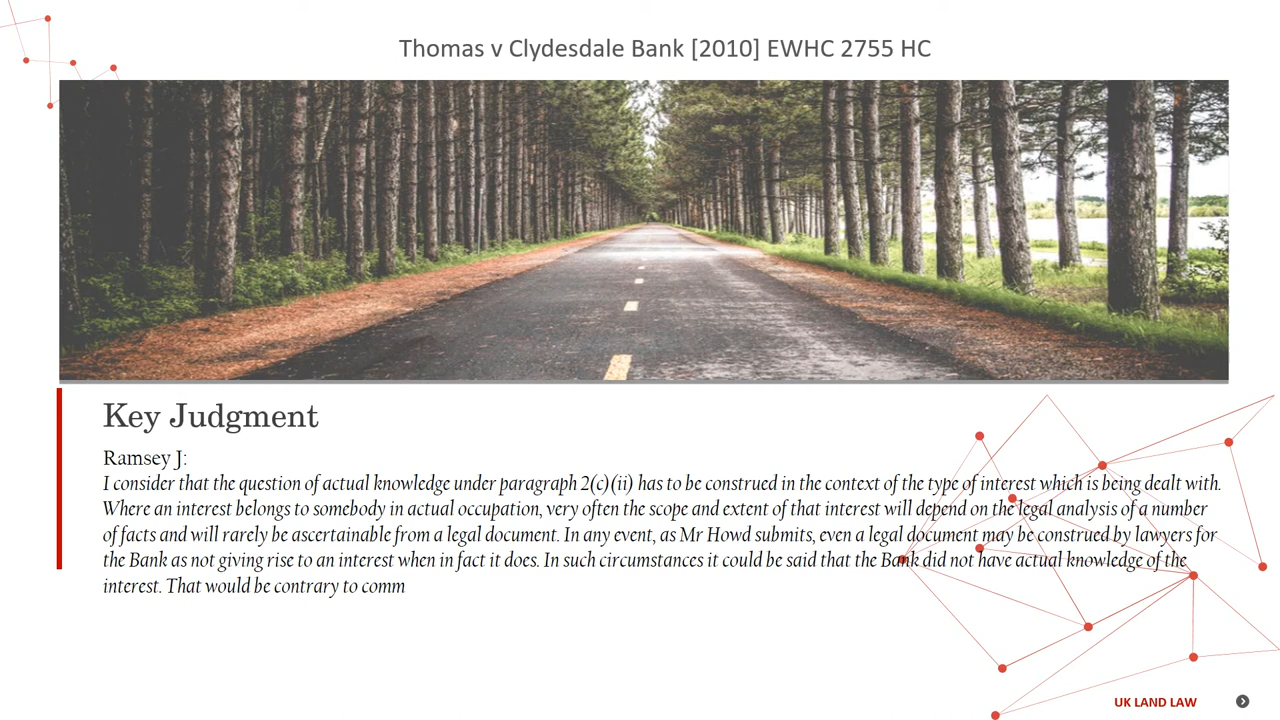 Thomas v Clydesdale Bank [2010] EWHC 2755 HC
Key Judgment
Ramsey J:
I consider that the question of actual knowledge under paragraph 2(c)(ii) has to be construed in the context of the type of interest which is being dealt with.
Where an interest belongs to somebody in actual occupation, very often the scope and extent of that interest will depend on the legal analysis of a number
of facts and will rarely be ascertainable from a legal document. In any event, as Mr Howd submits, even a legal document may be construed by lawyers for
the Bank as not giving rise to an interest when in fact it does. In such circumstances it could be said that the Bank did not have actual knowledge of the
interest. That would be contrary to comm
UK LAND LAW